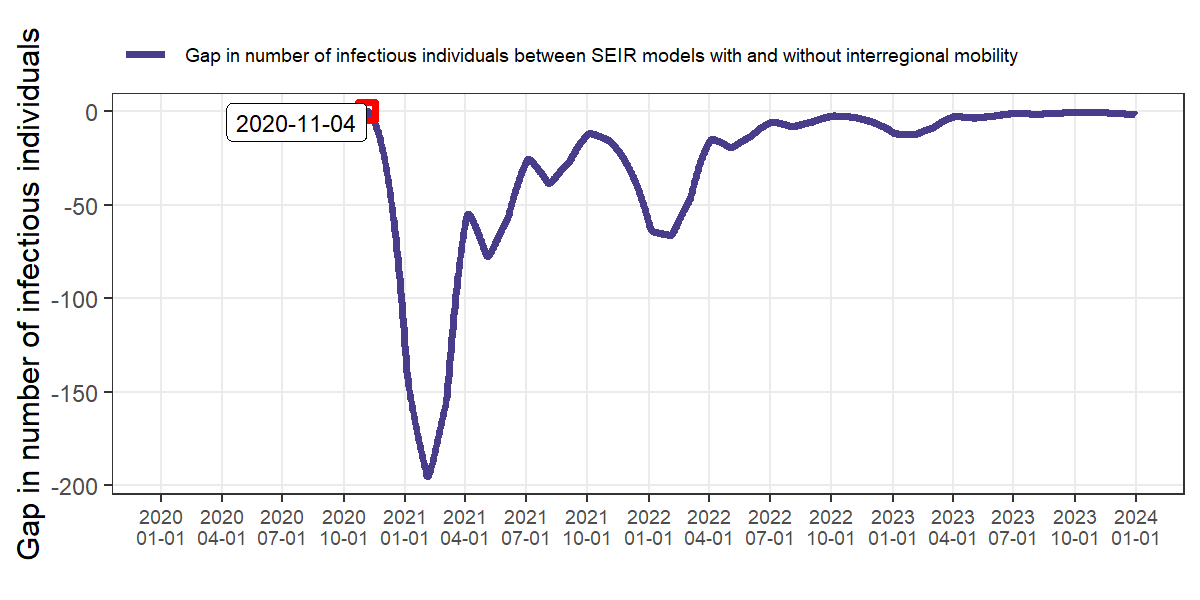 Gap in number of infectious individuals between SEIR models with and without interregional mobility
Gap in number of infectious individuals
0
-50
-100
-150
-200
2020-11-04
2020 2020 2020 2020 2021 2021 2021 2021 2022 2022 2022 2022 2023 2023 2023 2023 2024
01-01 04-01 07-01 10-01 01-01 04-01 07-01 10-01 01-01 04-01 07-01 10-01 01-01 04-01 07-01 10-01 01-01